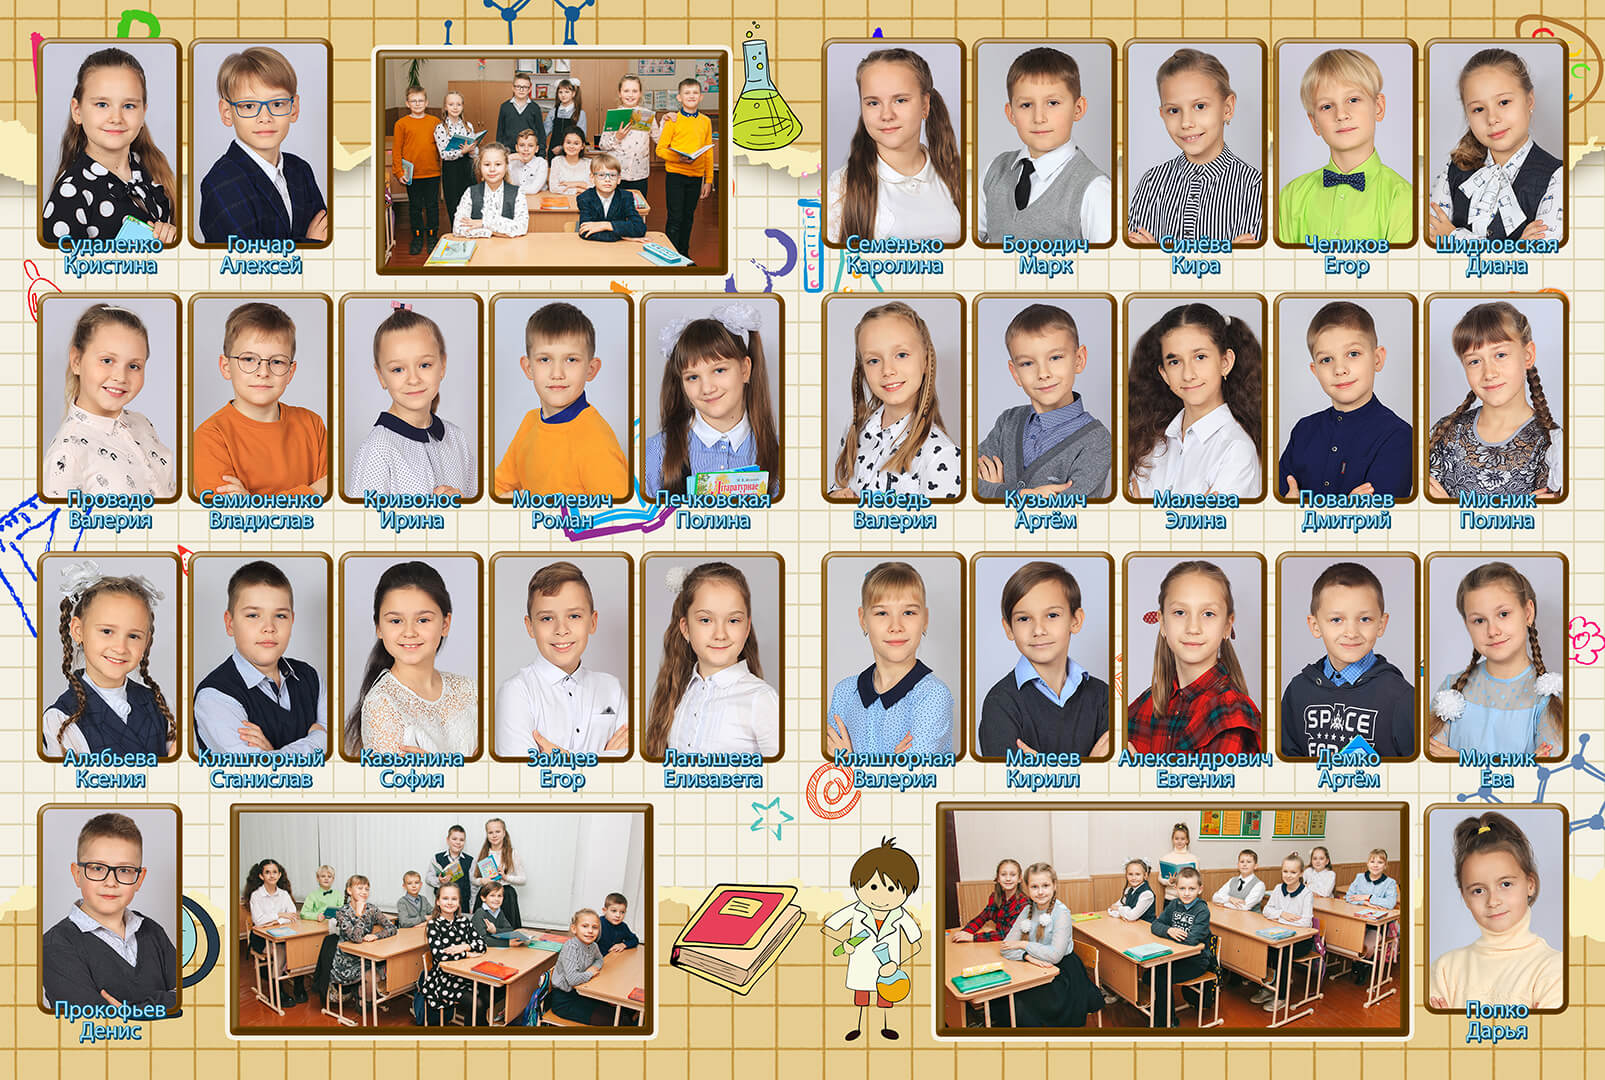 Судаленко
Кристина
Гончар
Алексей
Семенько
Каролина
Бородич
Марк
Синева
Кира
Чепиков
Егор
Шидловская
Диана
Провадо
Валерия
Семионенко
Владислав
Кривонос
Ирина
Мосиевич
Роман
Печковская
Полина
Лебедь
Валерия
Кузьмич
Артём
Малеева
Элина
Поваляев
Дмитрий
Мисник
Полина
Алябьева
Ксения
Кляшторный
Станислав
Казьянина
София
Зайцев
Егор
Латышева
Елизавета
Кляшторная
Валерия
Малеев
Кирилл
Александрович
Евгения
SPACE
Демко
Артём
Мисник
Ева
Прокофьев
Денис
Попко
Дарья